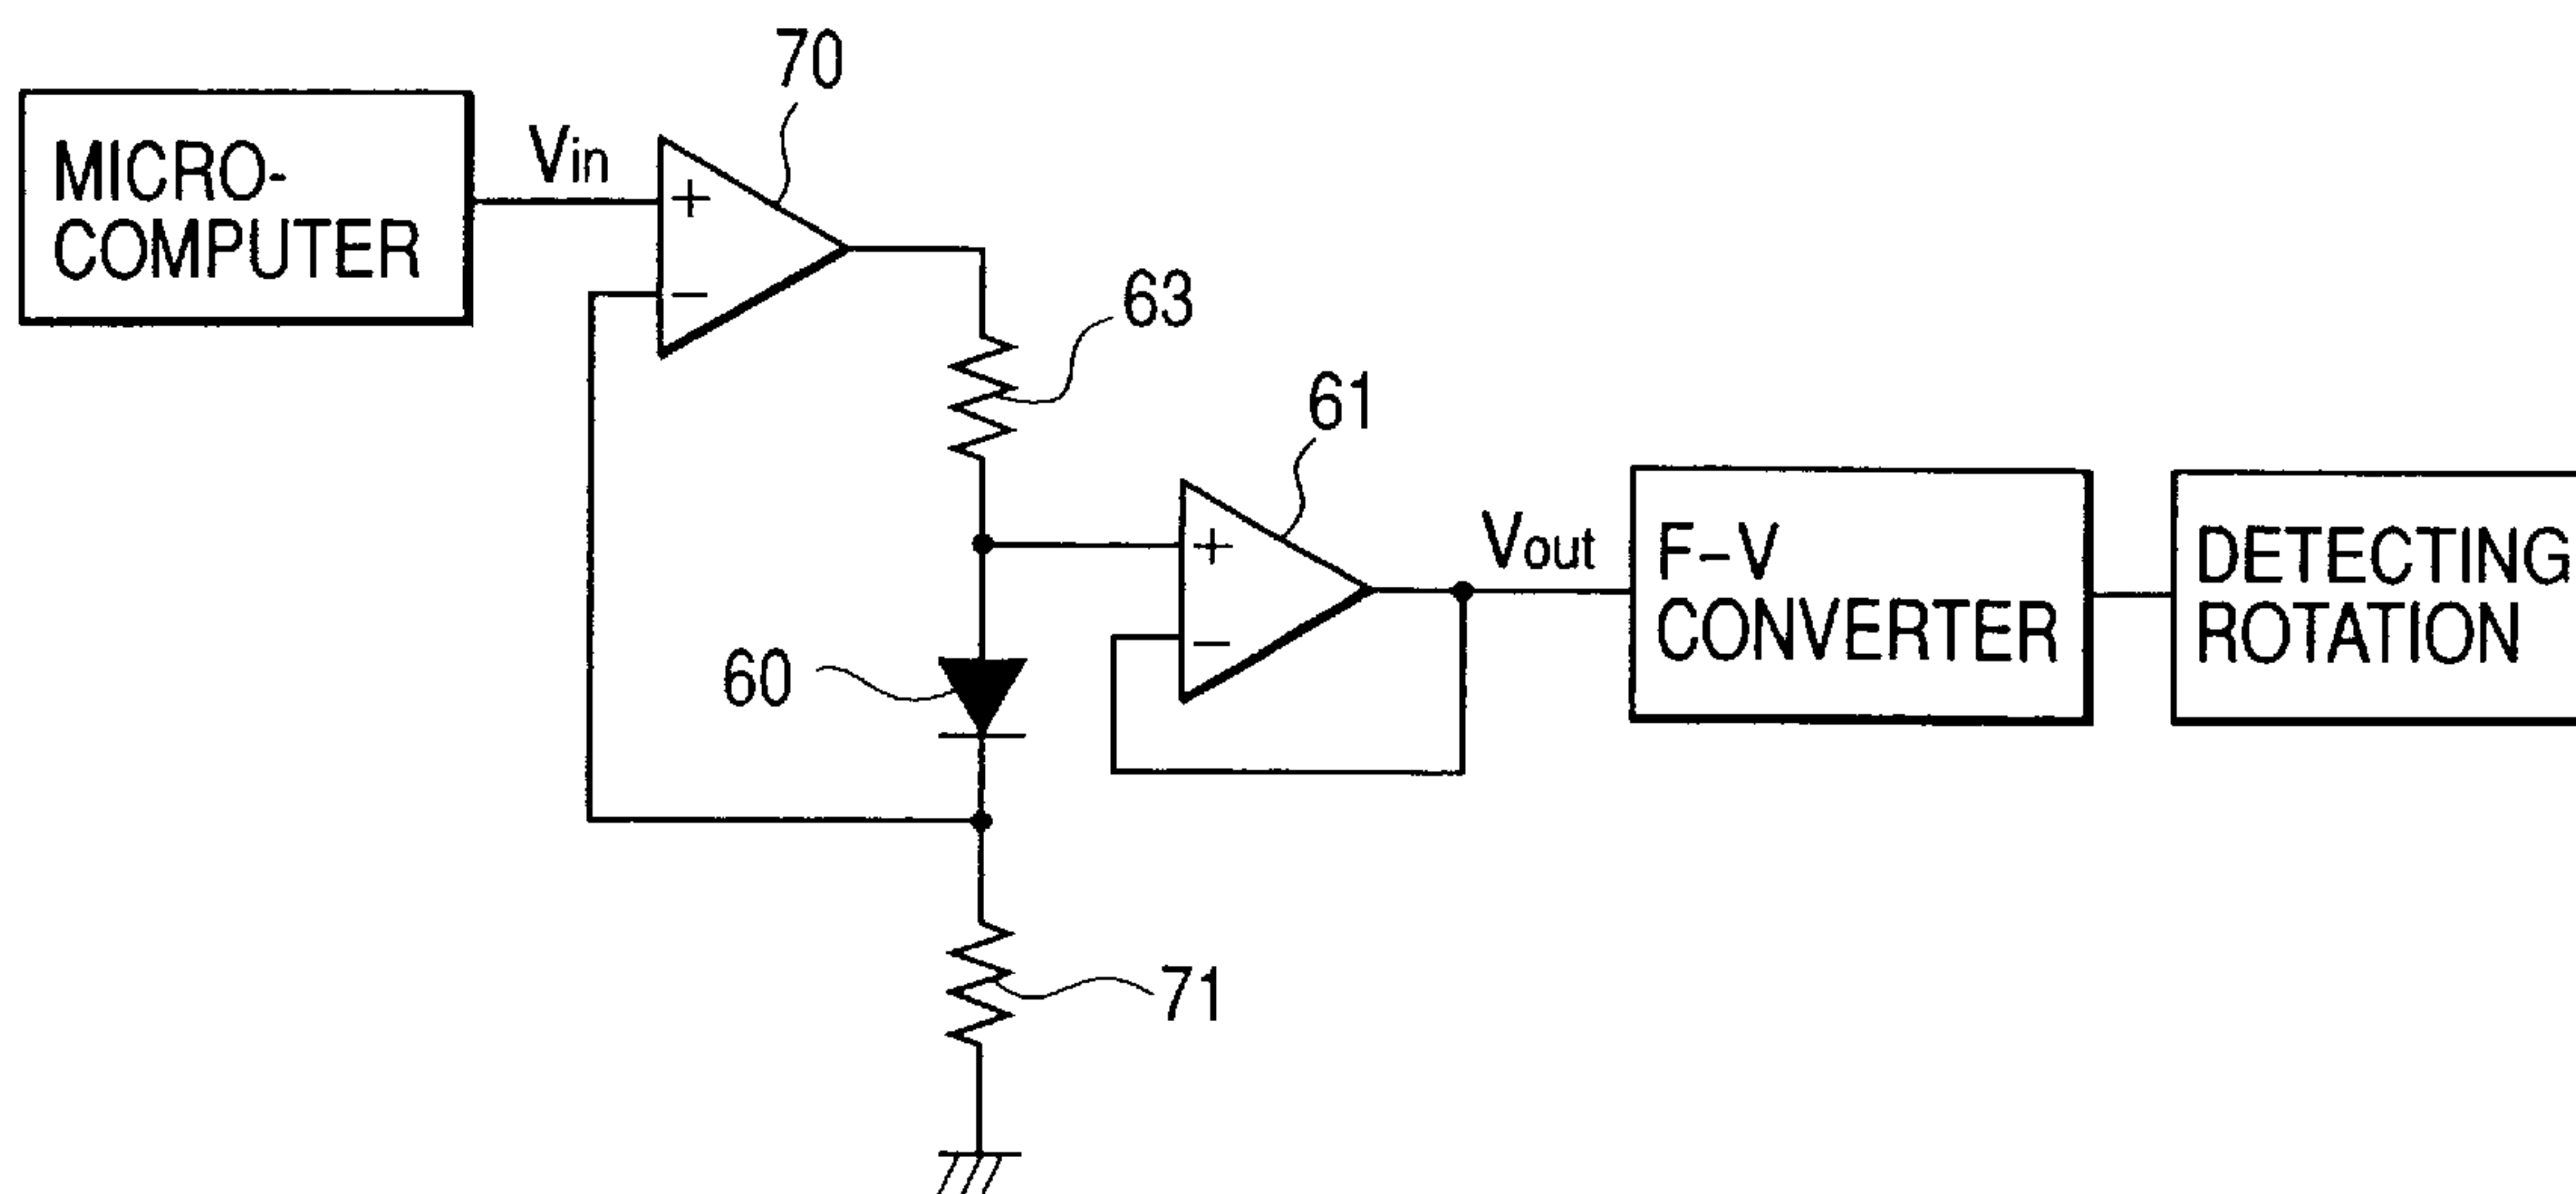 70
MICRO-
COMPUTER
Vin
+
−
63
61
+
−
Vout
F-V
CONVERTER
DETECTING
ROTATION
60
71